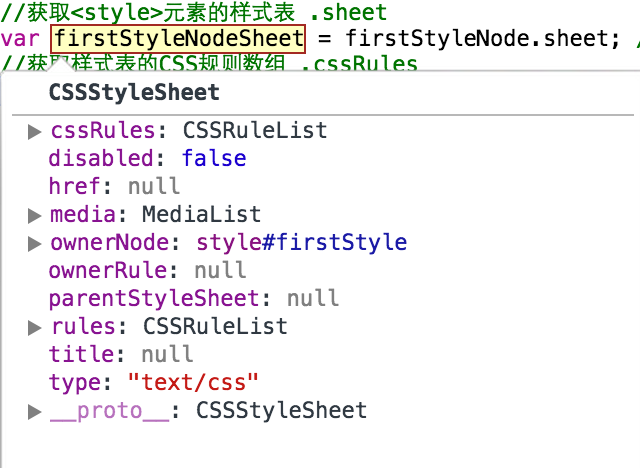 //获取<style>元素的样式表 .sheet
var firstStyleNodeSheet = firstStyleNode.sheet; /
//获取样式表的CSS规则数组 .cssRules
CSSStyleSheet
cssRules: CSSRuleList
disabled: false
href: null
media: MediaList
ownerNode: style#firstStyle
ownerRule: null
parentStyleSheet: null
rules: CSSRuleList
title: null
type: "text/css"
__proto__: CSSStyleSheet